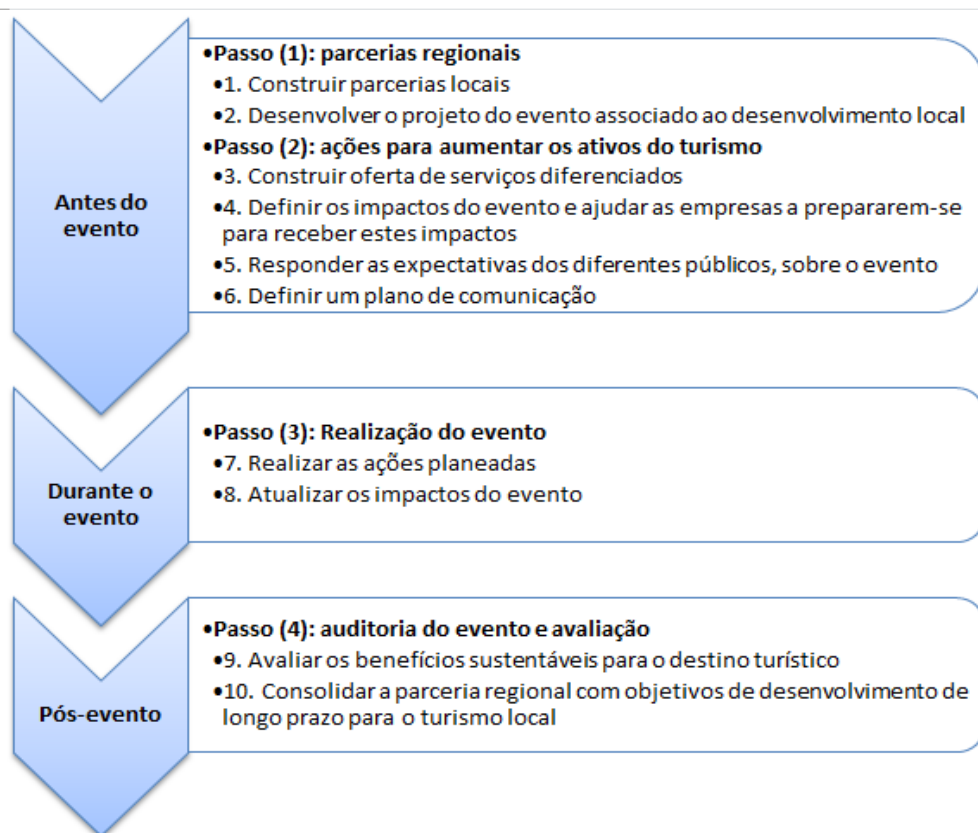 Antes do
evento
•Passo (1): parcerias regionais
•1. Construir parcerias locais
•2. Desenvolver o projeto do evento associado ao desenvolvimento local
•Passo (2): ações para aumentar os ativos do turismo
•3. Construir oferta de serviços diferenciados
•4. Definir os impactos do evento e ajudar as empresas a prepararem-se
para receber estes impactos
•5. Responder as expectativas dos diferentes públicos, sobre o evento
•6. Definir um plano de comunicação
Durante o
evento
•Passo (3): Realização do evento
•7. Realizar as ações planeadas
•8. Atualizar os impactos do evento
Pós-evento
•Passo (4): auditoria do evento e avaliação
•9. Avaliar os benefícios sustentáveis para o destino turístico
•10. Consolidar a parceria regional com objetivos de desenvolvimento de
longo prazo para o turismo local